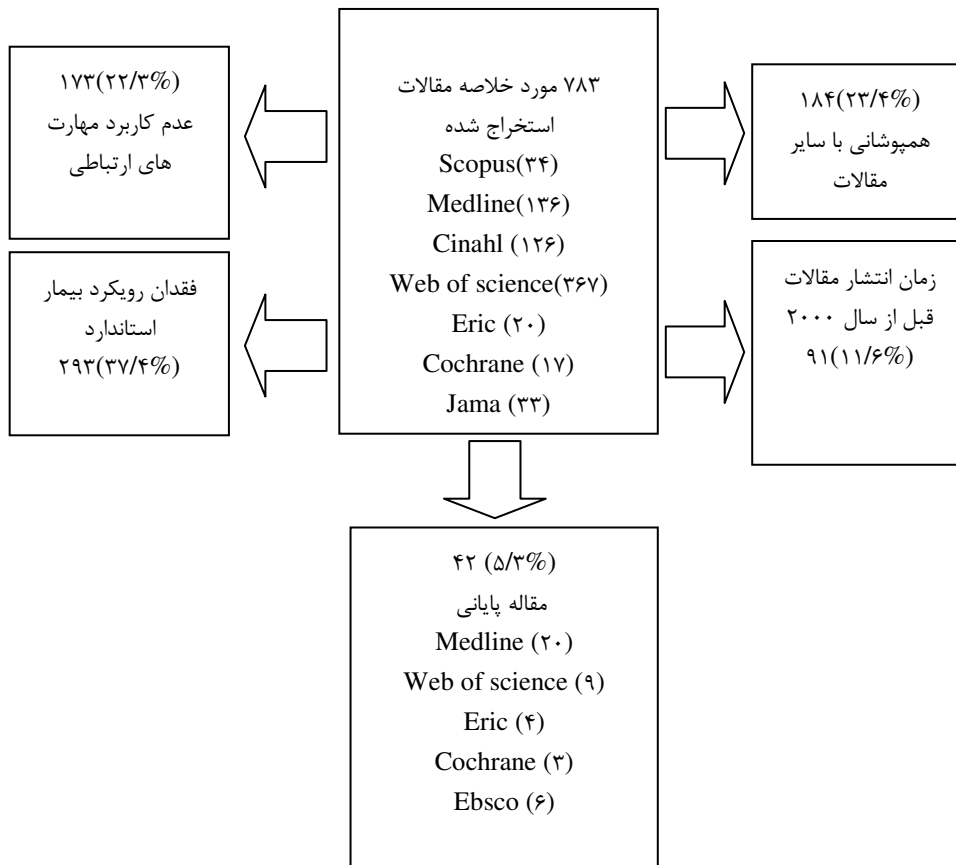 ۷۸۳ مورد خلاصه مقالات
استخراج شده
Scopus(۳۴)
Medline(۱۳۶)
Cinahl (۱۲۶)
Web of science(۳۶۷)
Eric (۲۰)
Cochrane (۱۷)
Jama (۳۳)
۱۸۴(۲۳/۴%)
همپوشانی با سایر
مقالات
زمان انتشار مقالات
قبل از سال ۲۰۰۰
۹۱(۱۱/۶%)
۱۷۳(۲۲/۳%)
عدم کاربرد مهارت
های ارتباطی
فقدان رویکرد بیمار
استاندارد
۲۹۳(۳۷/۴%)
۴۲ (۵/۳%)
مقاله پایانی
Medline (۲۰)
Web of science (۹)
Eric (۴)
Cochrane (۳)
Ebsco (۶)